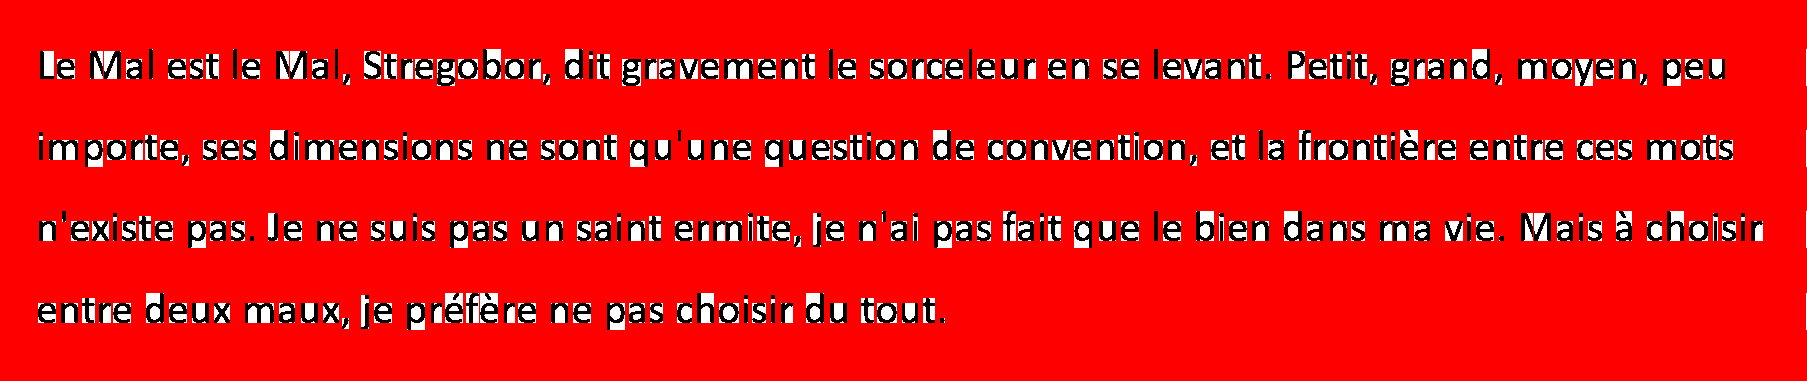 Le Mal est le Mal, Stregobor, dit gravement le sorceleur en se levant. Petit, grand, moyen, peu
importe, ses dimensions ne sont qu'une question de convention, et la frontière entre ces mots
n'existe pas. Je ne suis pas un saint ermite, je n'ai pas fait que le bien dans ma vie. Mais à choisir
entre deux maux, je préfère ne pas choisir du tout.